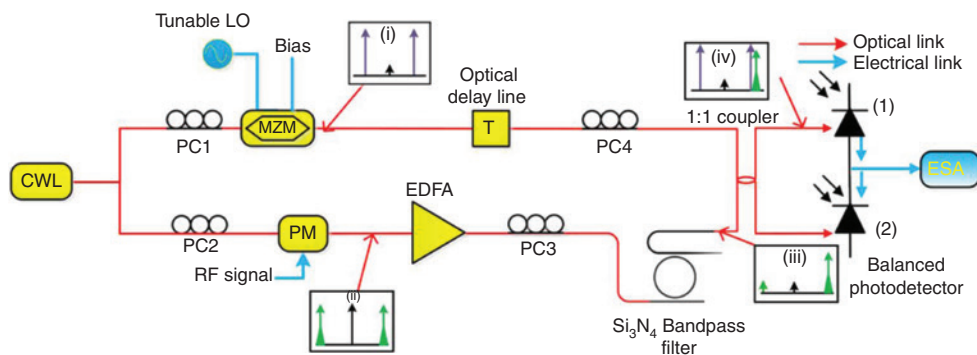 Tunable LO
Bias
(i)
Optical
delay line
(iv)
1:1 coupler
Optical link
Electrical link
(1)
PC1
MZM
T
PC4
CWL
EDFA
ESA
PC2
PM
PC3
(2)
RF signal
(ii)
(iii)
Balanced
photodetector
Si₃N₄ Bandpass
filter